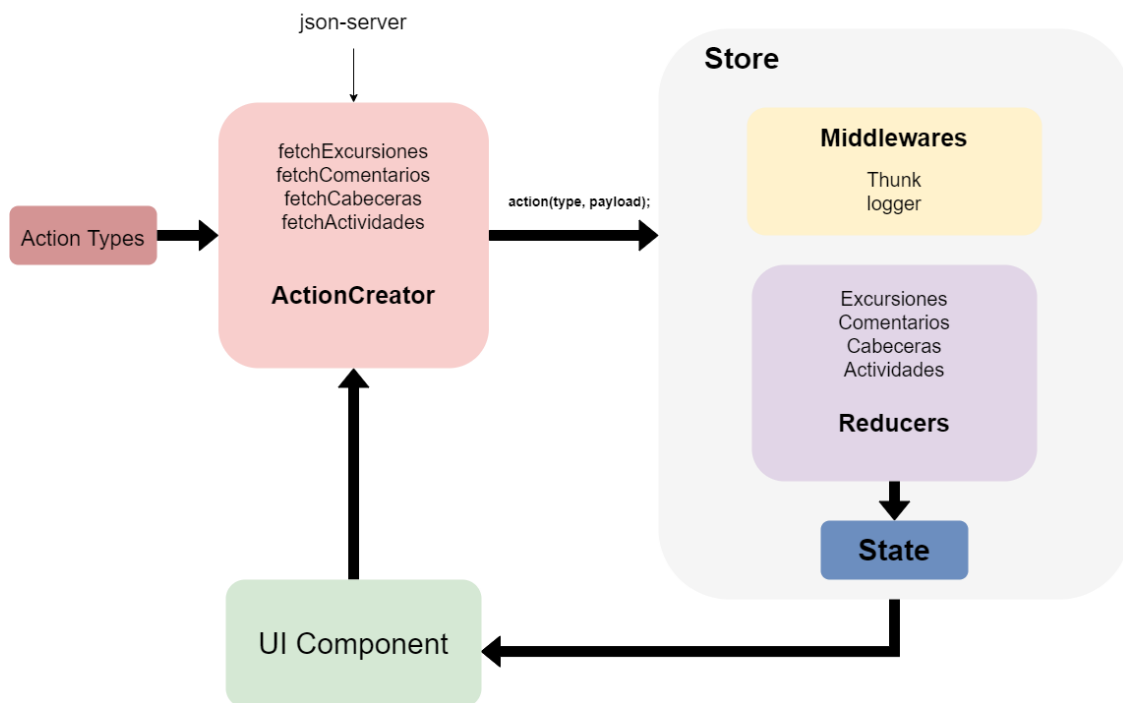 json-server
Store
fetchExcursiones
fetchComentarios
fetchCabeceras
fetchActividades
ActionCreator
Action Types
action(type, payload);
Middlewares
Thunk
logger
Excursiones
Comentarios
Cabeceras
Actividades
Reducers
State
UI Component